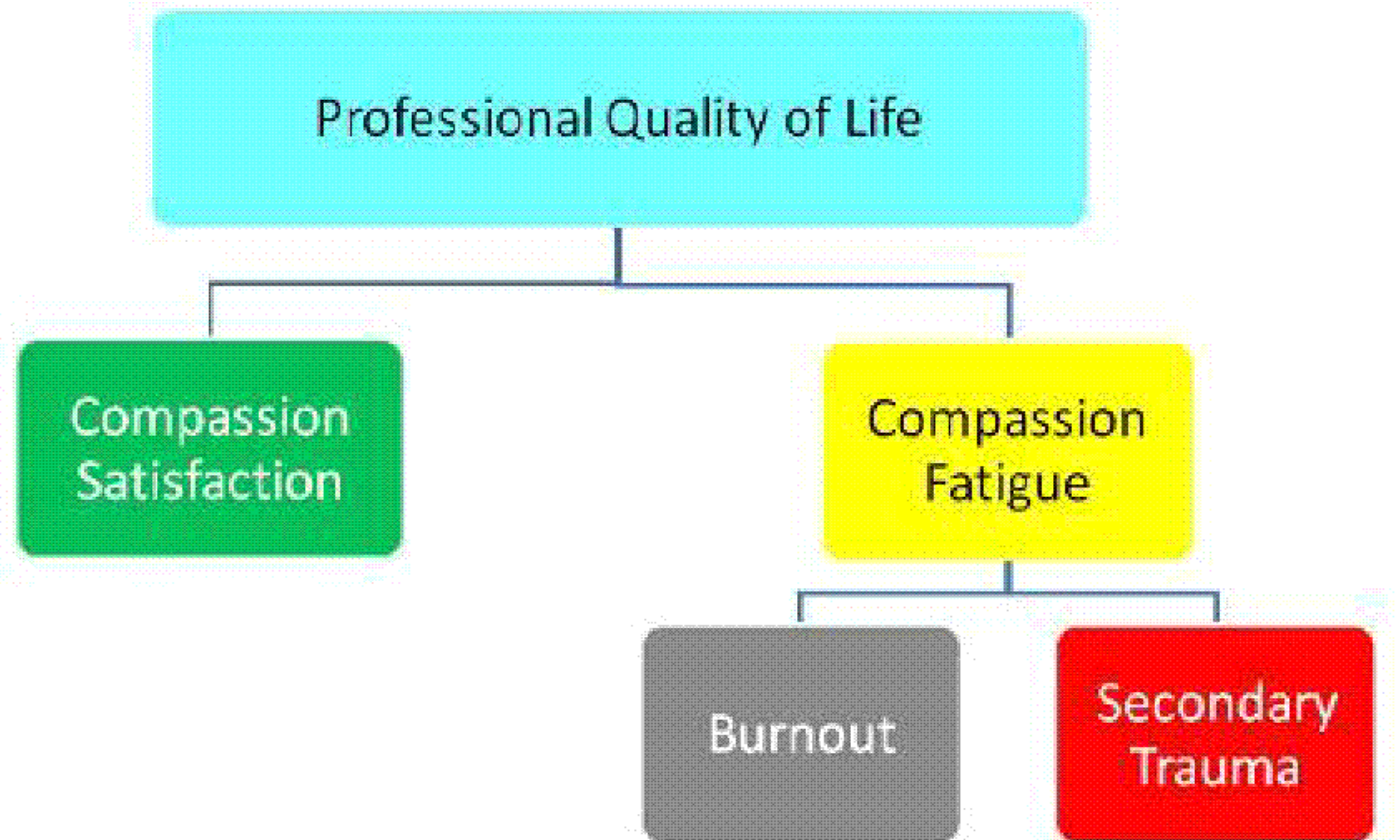 Professional Quality of Life
Compassion
Satisfaction
Compassion
Fatigue
Burnout
Secondary
Trauma